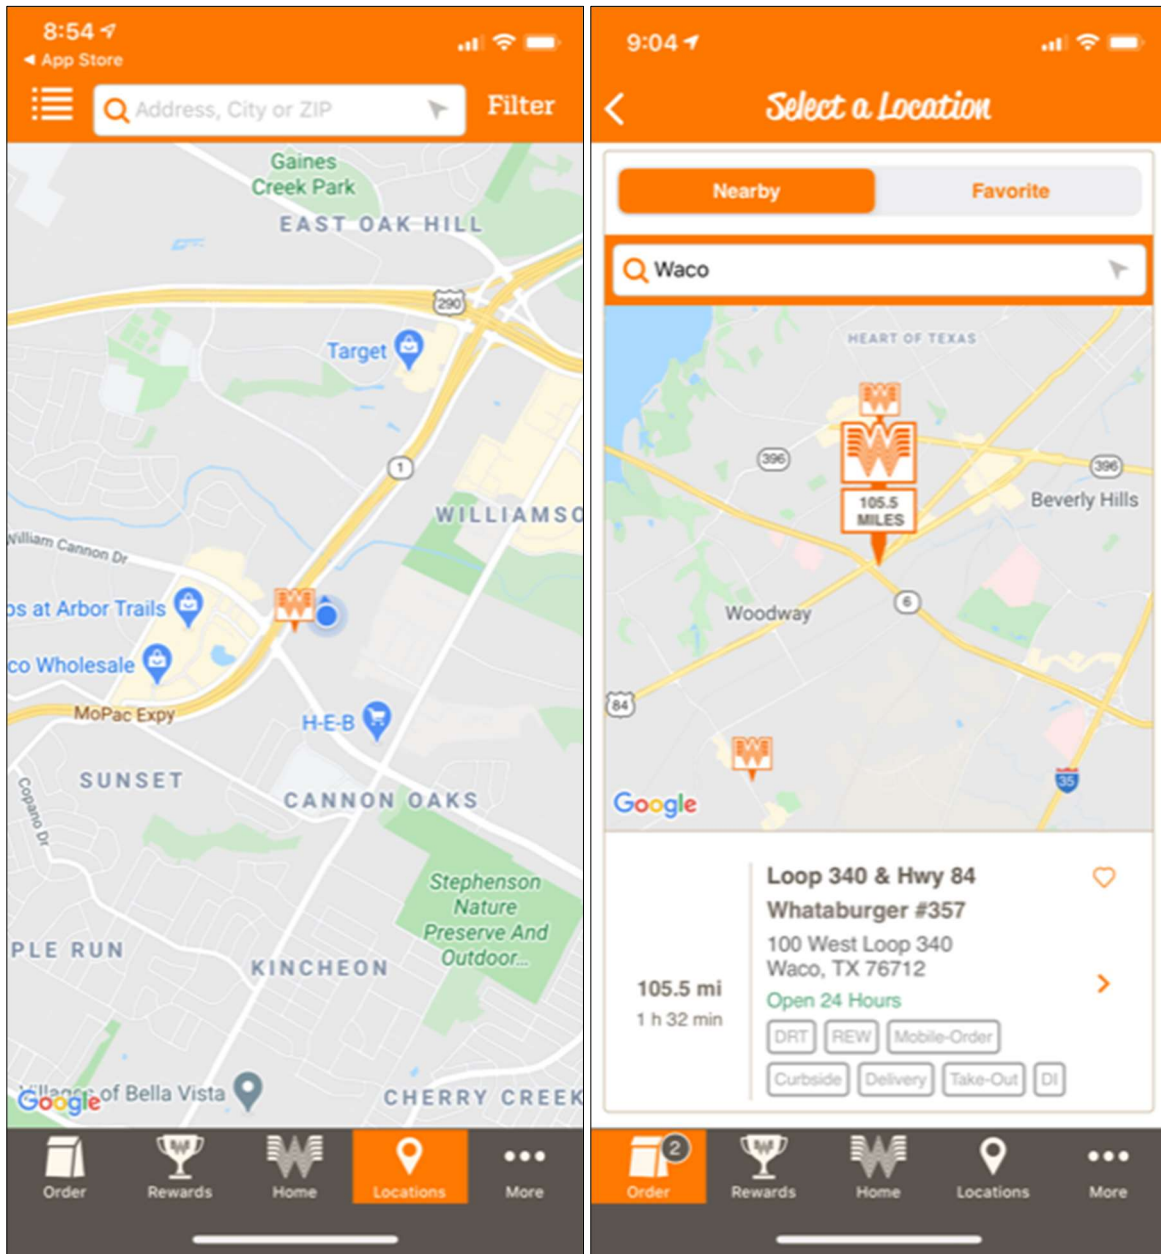 8:54
◄ App Store
Address, City or ZIP
Filter
Gaines
Creek Park
EAST OAK HILL
290
Target
1
WILLIAMSO
William Cannon Dr
ps at Arbor Trails
co Wholesale
MoPac Expy
H-E-B
SUNSET
CANNON OAKS
Copano Dr
Stephenson
Nature
Preserve And
Outdoor...
PLE RUN
KINCHEON
Villages of Bella Vista
Google
CHERRY CREEK
Order
Rewards
Home
Locations
More
9:04
Select a Location
Nearby
Favorite
Waco
HEART OF TEXAS
396
396
105.5
MILES
Beverly Hills
Woodway
6
84
35
Google
Loop 340 & Hwy 84
Whataburger #357
100 West Loop 340
Waco, TX 76712
105.5 mi
Open 24 Hours
1 h 32 min
DRT REW Mobile-Order
Curbside Delivery Take-Out DI
2
Order
Rewards
Home
Locations
More